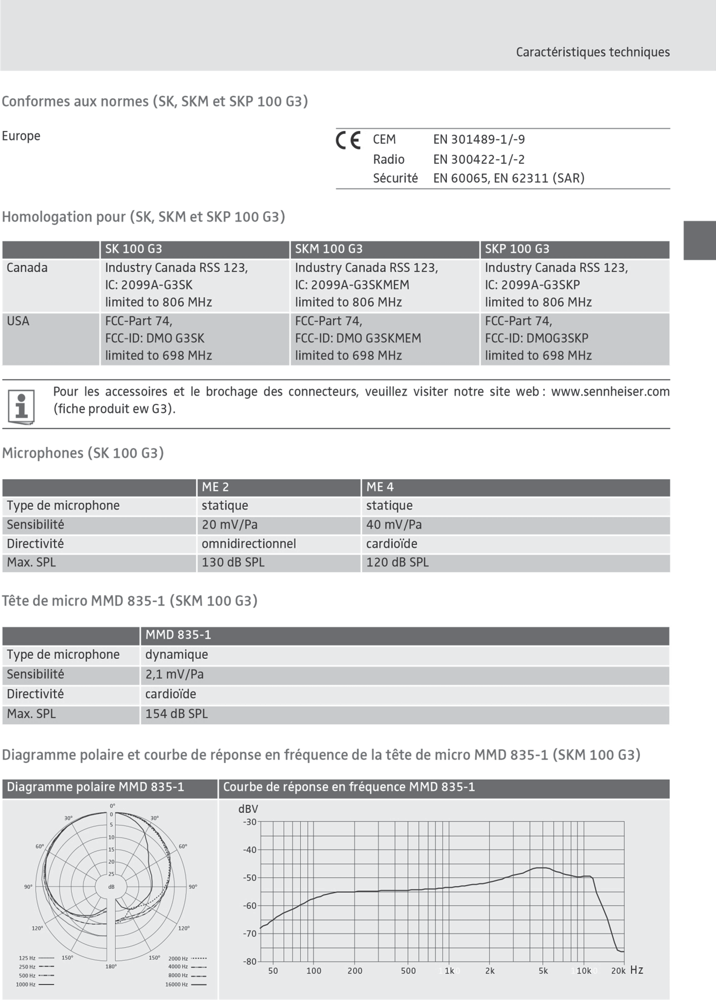 Caractéristiques techniques
Conformes aux normes (SK, SKM et SKP 100 G3)
Europe
CE CEM EN 301489-1/-9
Radio EN 300422-1/-2
Sécurité EN 60065, EN 62311 (SAR)
Homologation pour (SK, SKM et SKP 100 G3)
SK 100 G3 SKM 100 G3 SKP 100 G3
Canada Industry Canada RSS 123, Industry Canada RSS 123, Industry Canada RSS 123,
IC: 2099A-G3SK IC: 2099A-G3SKMEM IC: 2099A-G3SKP
limited to 806 MHz limited to 806 MHz limited to 806 MHz
USA FCC-Part 74, FCC-Part 74, FCC-Part 74,
FCC-ID: DMO G3SK FCC-ID: DMO G3SKMEM FCC-ID: DMOG3SKP
limited to 698 MHz limited to 698 MHz limited to 698 MHz
Pour les accessoires et le brochage des connecteurs, veuillez visiter notre site web : www.sennheiser.com
(fiche produit ew G3).
Microphones (SK 100 G3)
ME 2 ME 4
Type de microphone statique statique
Sensibilité 20 mV/Pa 40 mV/Pa
Directivité omnidirectionnel cardioïde
Max. SPL 130 dB SPL 120 dB SPL
Tête de micro MMD 835-1 (SKM 100 G3)
MMD 835-1
Type de microphone dynamique
Sensibilité 2,1 mV/Pa
Directivité cardioïde
Max. SPL 154 dB SPL
Diagramme polaire et courbe de réponse en fréquence de la tête de micro MMD 835-1 (SKM 100 G3)
Diagramme polaire MMD 835-1 Courbe de réponse en fréquence MMD 835-1
0°
30° 0 30°
5
10
60° 15 60°
20
25
90° dB 90°
120° 120°
150° 150°
180°
125 Hz 2000 Hz
250 Hz 4000 Hz
500 Hz 8000 Hz
1000 Hz 16000 Hz
dBV
-30
-40
-50
-60
-70
-80
50 100 200 500 1k 2k 5k 10k 20k Hz